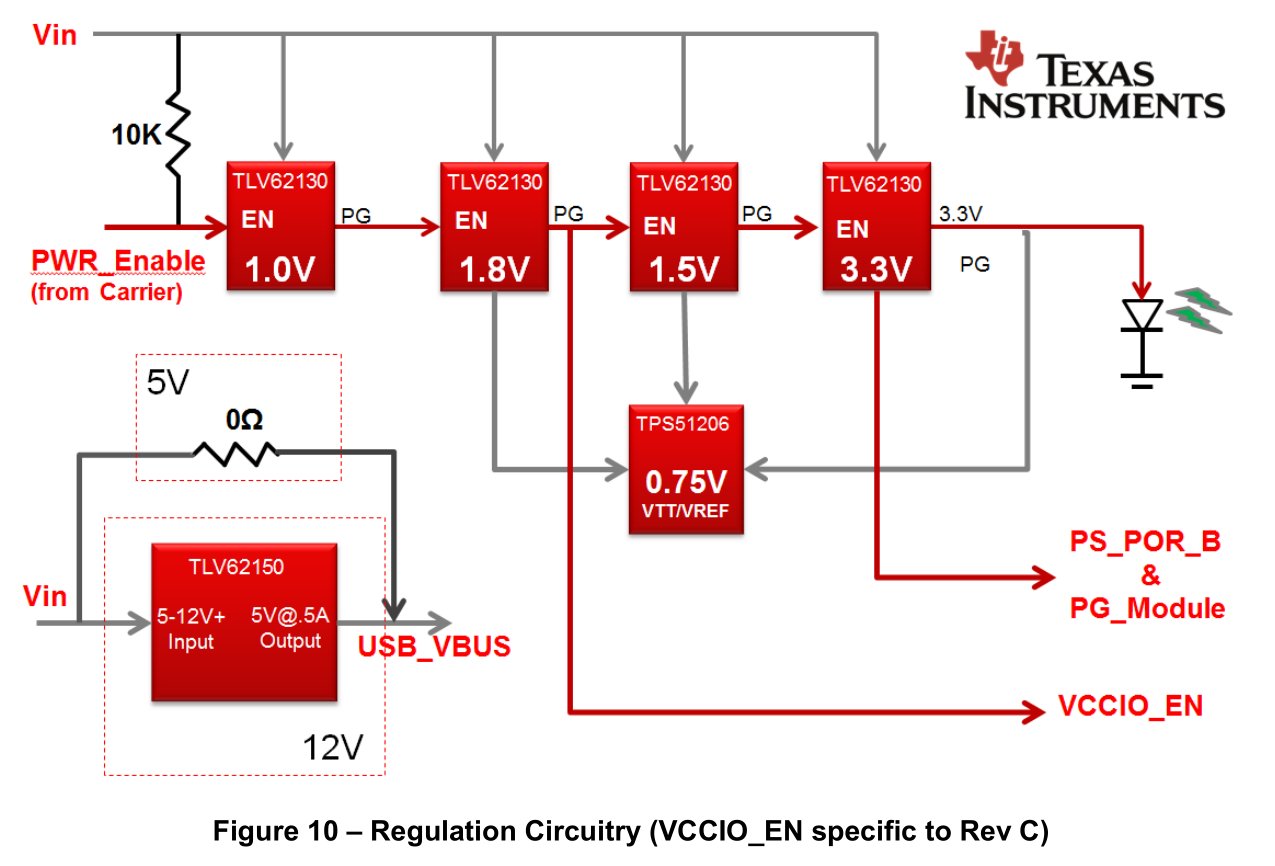 Vin
TEXAS
INSTRUMENTS
10K
TLV62130
EN
1.0V
PG
TLV62130
EN
1.8V
PG
TLV62130
EN
1.5V
PG
TLV62130
EN
3.3V
3.3V
PG
PWR_Enable
(from Carrier)
5V
0Ω
TPS51206
0.75V
VTT/VREF
TLV62150
Vin
5-12V+
Input
5V@.5A
Output
USB_VBUS
12V
PS_POR_B
&
PG_Module
VCCIO_EN
Figure 10 – Regulation Circuitry (VCCIO_EN specific to Rev C)